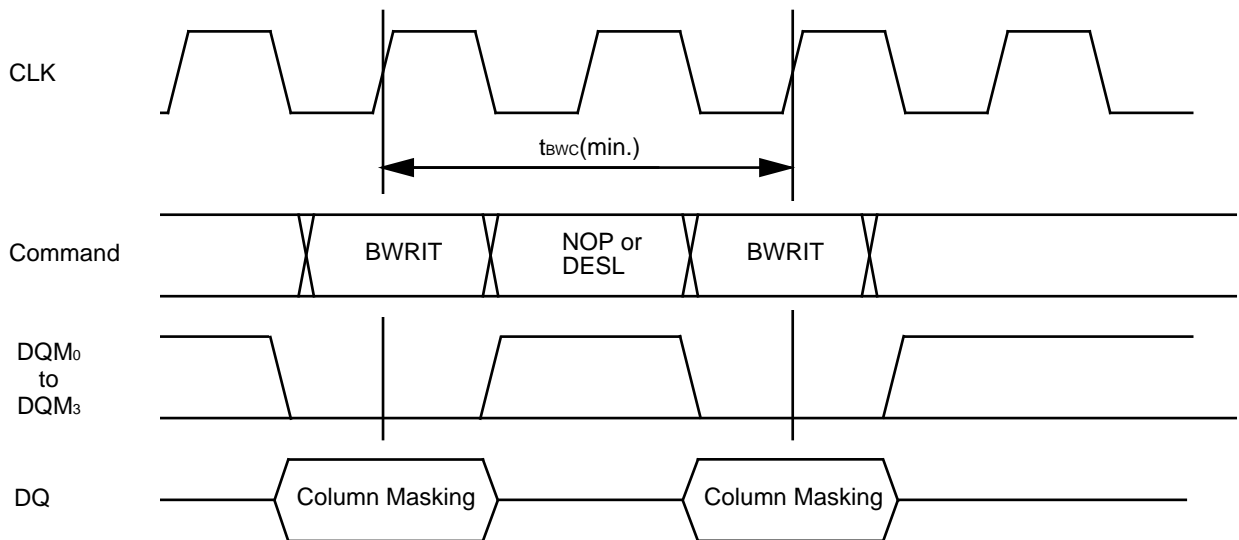 CLK
tBWC(min.)
Command
BWRIT
NOP or
DESL
BWRIT
DQM0
to
DQM3
DQ
Column Masking
Column Masking